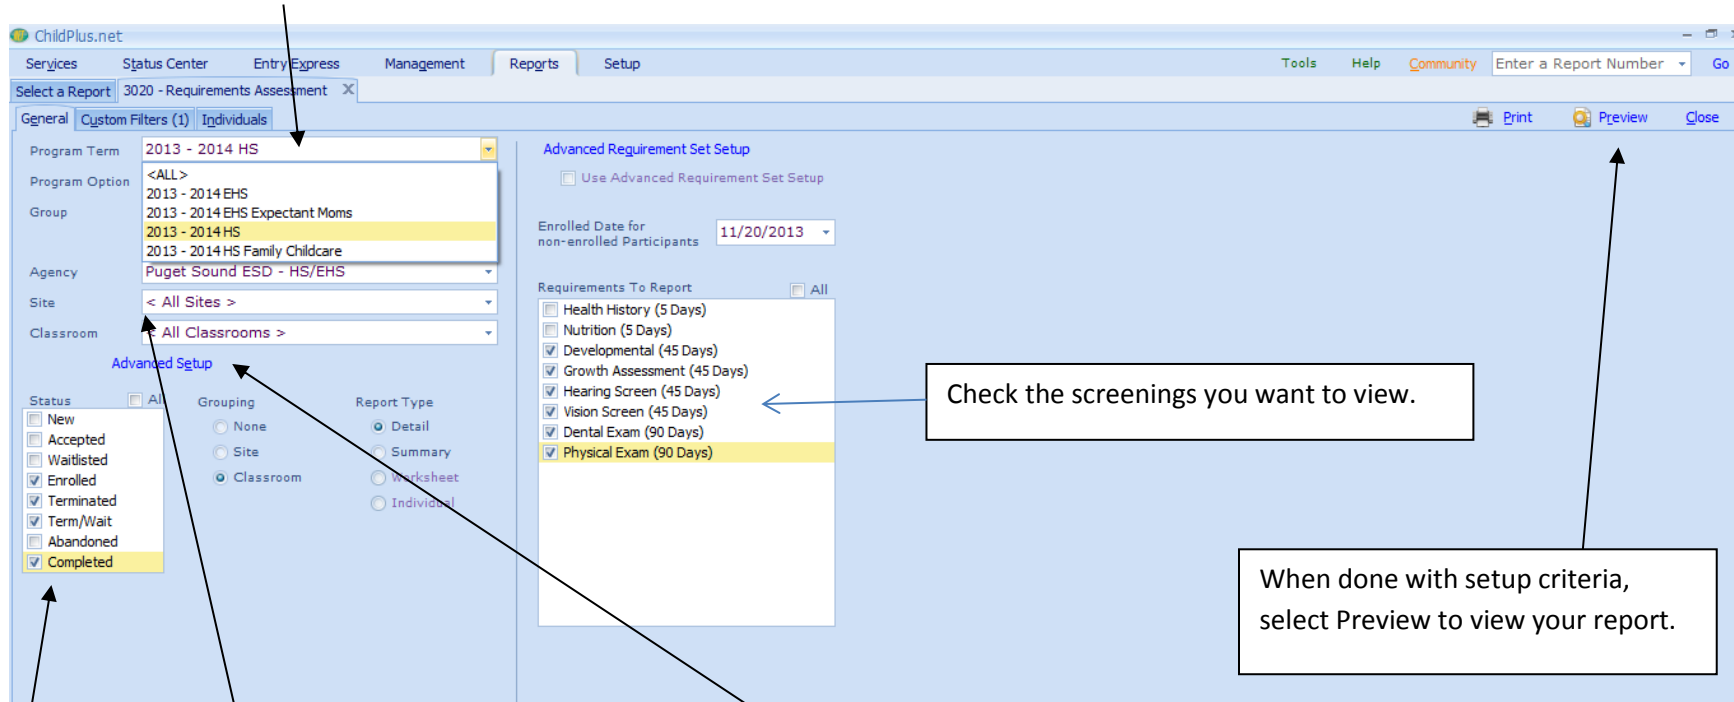 ChildPlus.net
Services Status Center Entry Express Management Reports Setup Tools Help Community Enter a Report Number Go
Select a Report 3020 - Requirements Assessment X
General Custom Filters (1) Individuals Print Preview Close
Program Term 2013 - 2014 HS
Program Option
Group
<ALL>
2013 - 2014 EHS
2013 - 2014 EHS Expectant Moms
2013 - 2014 HS
2013 - 2014 HS Family Childcare
Agency Puget Sound ESD - HS/EHS
Site < All Sites >
Classroom < All Classrooms >
Advanced Setup
Status All
New
Accepted
Waitlisted
Enrolled
Terminated
Term/Wait
Abandoned
Completed
Grouping
None
Site
Classroom
Report Type
Detail
Summary
Worksheet
Individual
Advanced Requirement Set Setup
Use Advanced Requirement Set Setup
Enrolled Date for
non-enrolled Participants 11/20/2013
Requirements To Report All
Health History (5 Days)
Nutrition (5 Days)
Developmental (45 Days)
Growth Assessment (45 Days)
Hearing Screen (45 Days)
Vision Screen (45 Days)
Dental Exam (90 Days)
Physical Exam (90 Days)
Check the screenings you want to view.
When done with setup criteria,
select Preview to view your report.